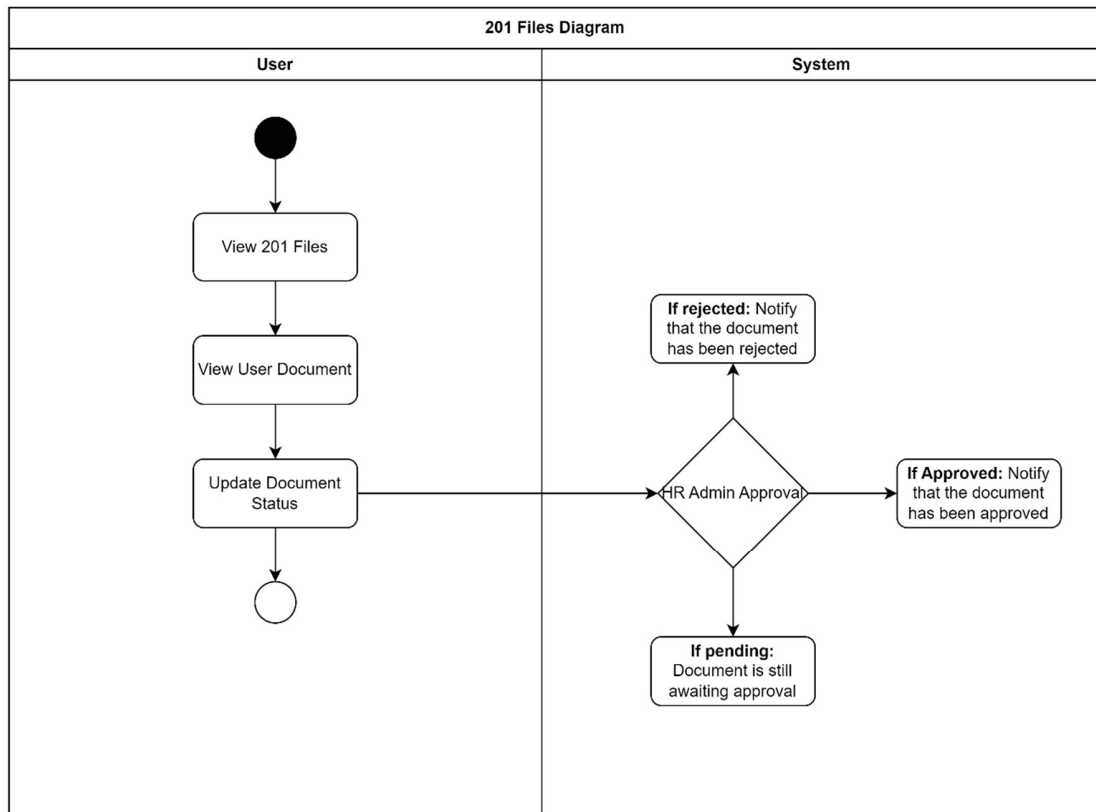 201 Files Diagram
User
System
View 201 Files
View User Document
Update Document
Status
If rejected: Notify
that the document
has been rejected
HR Admin Approval
If Approved: Notify
that the document
has been approved
If pending:
Document is still
awaiting approval